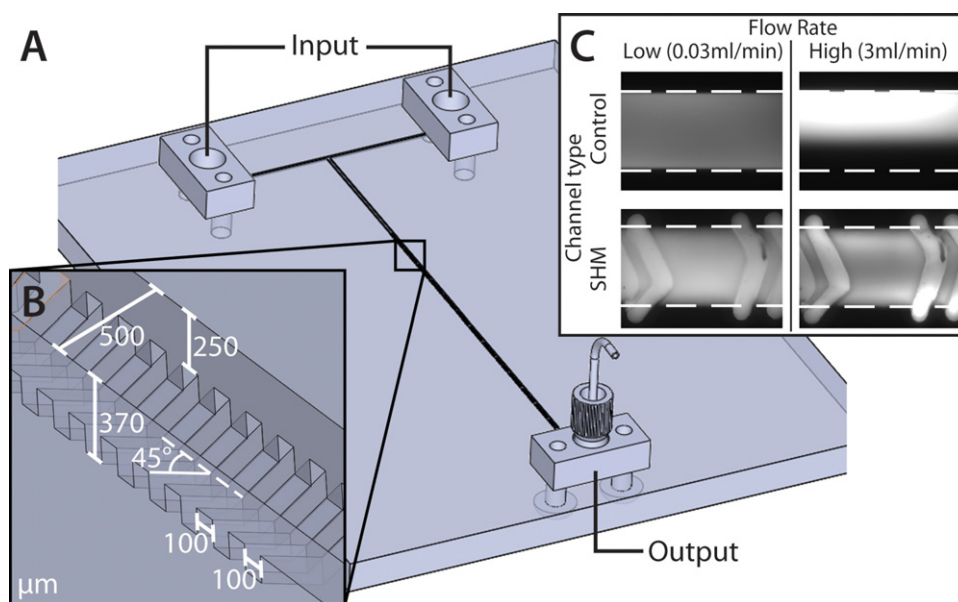 A
Input
C
Flow Rate
Low (0.03ml/min)
High (3ml/min)
Channel type
Control
SHM
B
500
250
370
45°
100
100
µm
Output